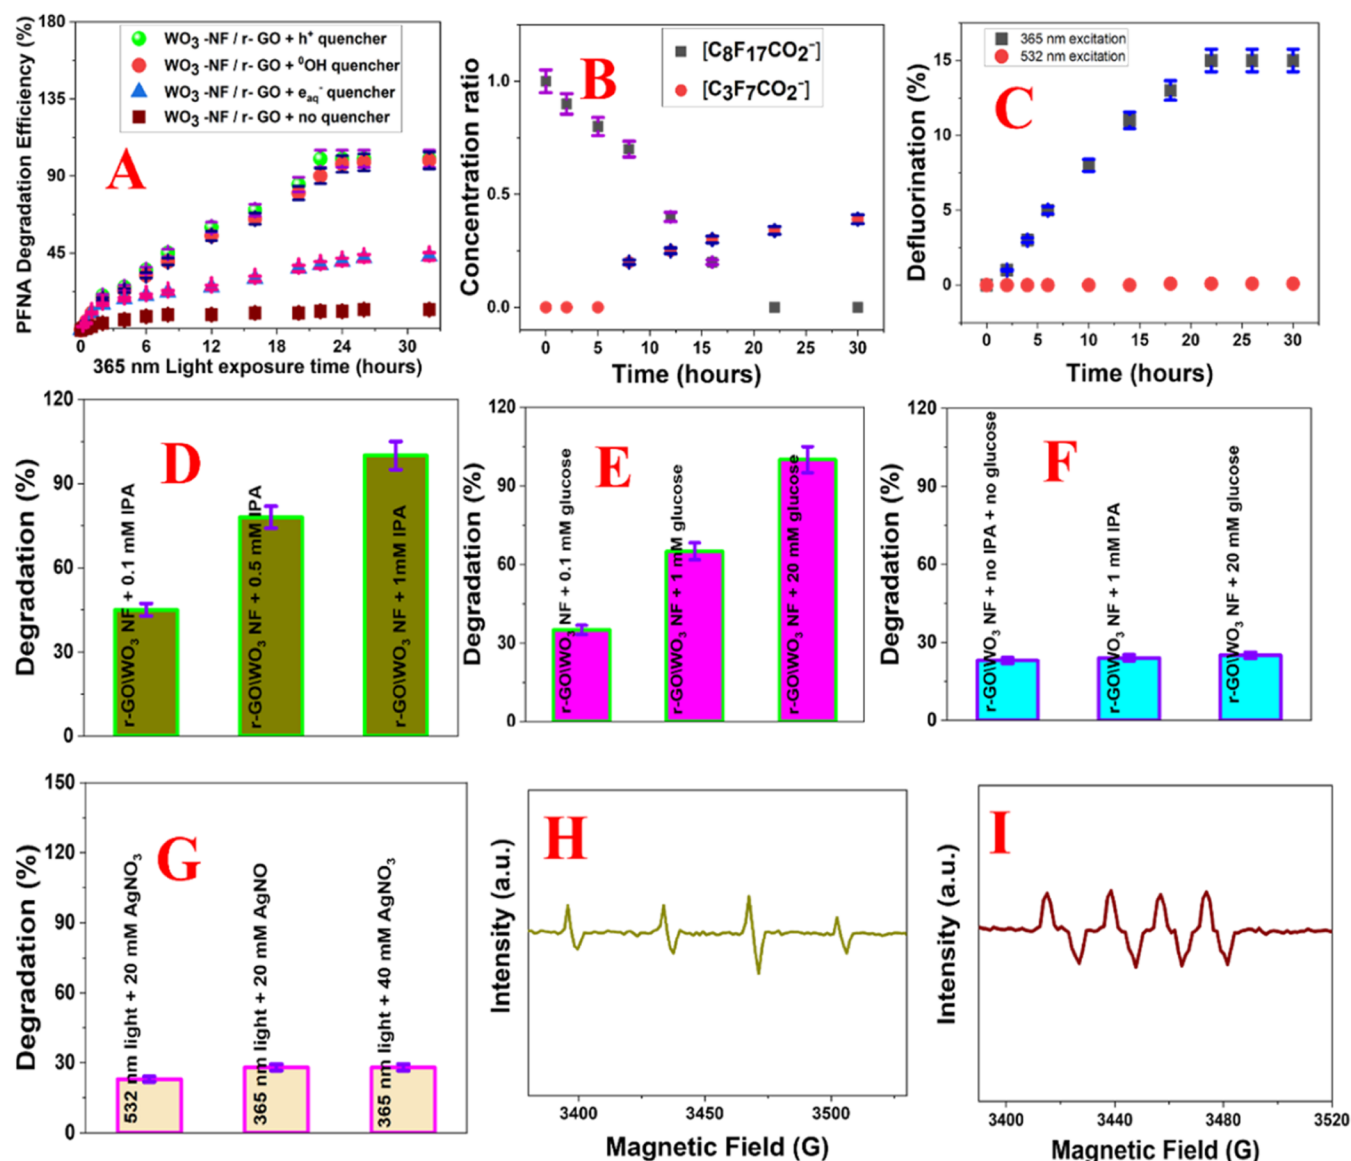 180
135
90
45
PFNA Degradation Efficiency (%)
WO3 -NF / r- GO + h+ quencher
WO3 -NF / r- GO + 0OH quencher
WO3 -NF / r- GO + eaq- quencher
WO3 -NF / r- GO + no quencher
A
0 6 12 18 24 30
365 nm Light exposure time (hours)
Concentration ratio
1.0
0.5
0.0
B
[C8F17CO2−]
[C3F7CO2−]
0 5 10 15 20 25 30
Time (hours)
Defluorination (%)
15
10
5
0
365 nm excitation
532 nm excitation
C
0 5 10 15 20 25 30
Time (hours)
Degradation (%)
120
90
60
30
0
D
r-GO\WO3 NF + 0.1 mM IPA
r-GO\WO3 NF + 0.5 mM IPA
r-GO\WO3 NF + 1mM IPA
Degradation (%)
120
90
60
30
0
E
r-GO\WO3 NF + 0.1 mM glucose
r-GO\WO3 NF + 1 mM glucose
r-GO\WO3 NF + 20 mM glucose
Degradation (%)
120
90
60
30
0
F
r-GO\WO3 NF + no IPA + no glucose
r-GO\WO3 NF + 1 mM IPA
r-GO\WO3 NF + 20 mM glucose
Degradation (%)
150
120
90
60
30
0
G
532 nm light + 20 mM AgNO3
365 nm light + 20 mM AgNO
365 nm light + 40 mM AgNO3
Intensity (a.u.)
H
3400 3450 3500
Magnetic Field (G)
Intensity (a.u.)
I
3400 3440 3480 3520
Magnetic Field (G)